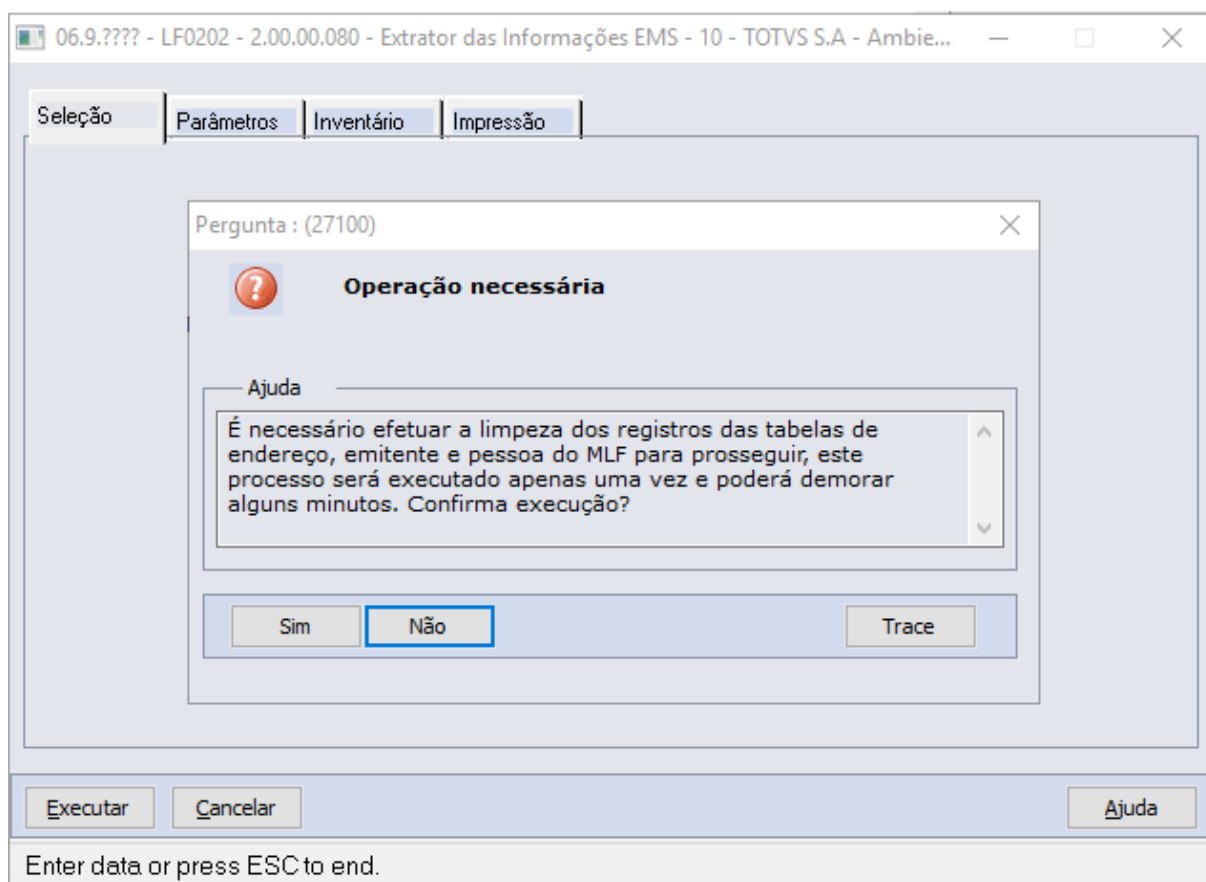 06.9.???? - LF0202 - 2.00.00.080 - Extrator das Informações EMS - 10 - TOTVS S.A - Ambie...
Seleção
Parâmetros
Inventário
Impressão
Pergunta : (27100)
Operação necessária
Ajuda
É necessário efetuar a limpeza dos registros das tabelas de
endereço, emitente e pessoa do MLF para prosseguir, este
processo será executado apenas uma vez e poderá demorar
alguns minutos. Confirma execução?
Sim
Não
Trace
Executar
Cancelar
Ajuda
Enter data or press ESC to end.